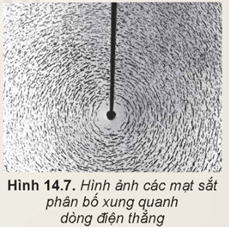 Hình 14.7. Hình ảnh các mạt sắt
phân bố xung quanh
dòng điện thẳng